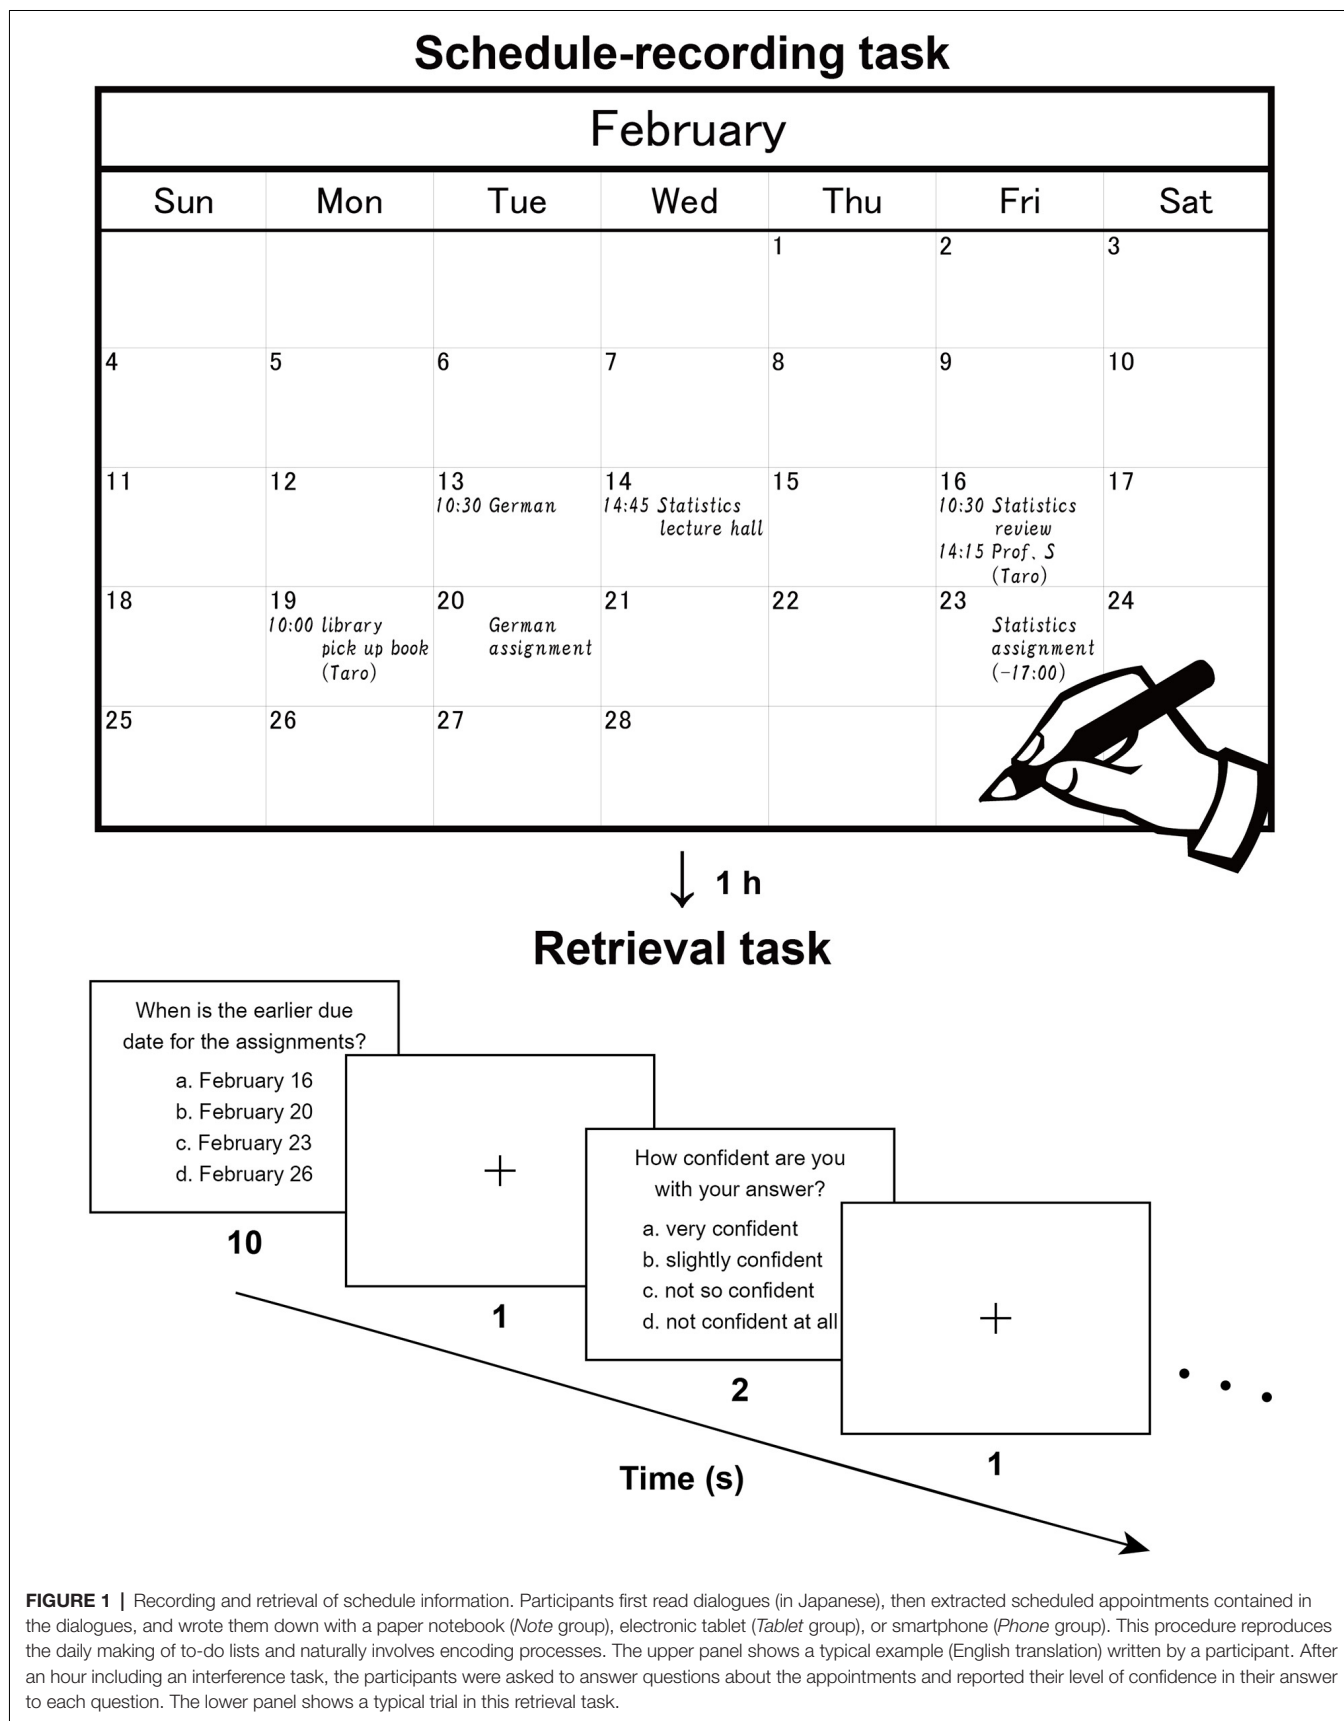 Schedule-recording task
February
Sun Mon Tue Wed Thu Fri Sat
1 2 3
4 5 6 7 8 9 10
11 12 13 14 15 16 17
10:30 German 14:45 Statistics 10:30 Statistics
lecture hall review
14:15 Prof. S
(Taro)
18 19 20 21 22 23 24
10:00 library German Statistics
pick up book assignment assignment
(Taro) (-17:00)
25 26 27 28
1 h
Retrieval task
When is the earlier due
date for the assignments?
a. February 16
b. February 20
c. February 23
d. February 26
10
+
1
How confident are you
with your answer?
a. very confident
b. slightly confident
c. not so confident
d. not confident at all
2
+
1
Time (s)
FIGURE 1 | Recording and retrieval of schedule information. Participants first read dialogues (in Japanese), then extracted scheduled appointments contained in
the dialogues, and wrote them down with a paper notebook (Note group), electronic tablet (Tablet group), or smartphone (Phone group). This procedure reproduces
the daily making of to-do lists and naturally involves encoding processes. The upper panel shows a typical example (English translation) written by a participant. After
an hour including an interference task, the participants were asked to answer questions about the appointments and reported their level of confidence in their answer
to each question. The lower panel shows a typical trial in this retrieval task.